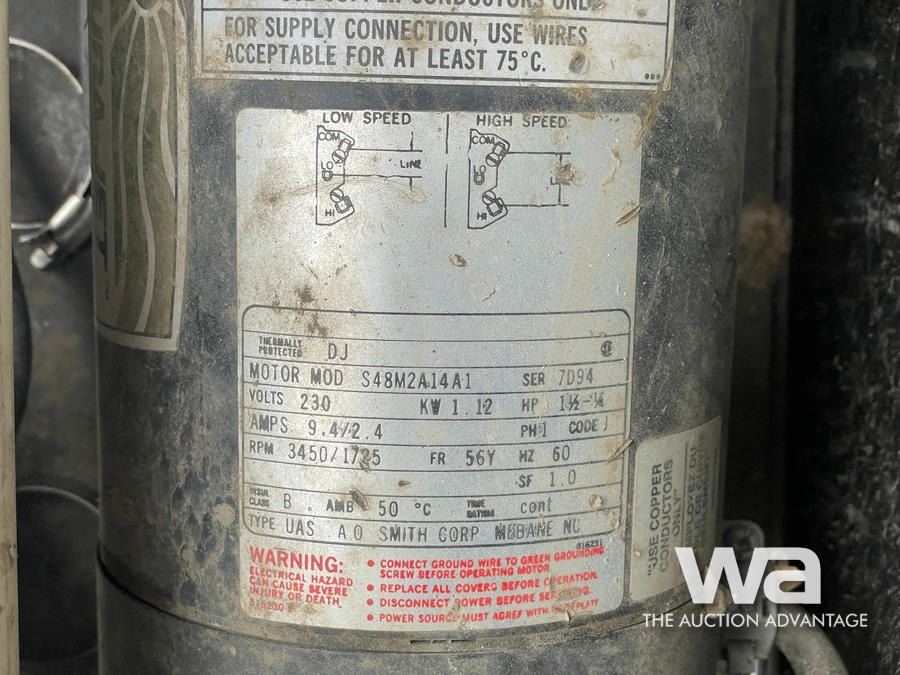 COPPER CONDUCTORS ONLY
FOR SUPPLY CONNECTION, USE WIRES
ACCEPTABLE FOR AT LEAST 75°C.
LOW SPEED
HIGH SPEED
COM
LO
HI
LINE
COM
LO
HI
THERMALLY
PROTECTED DJ
MOTOR MOD S48M2A14A1 SER 7D94
VOLTS 230 KW 1.12 HP 1½-¼
AMPS 9.4/2.4 PH 1 CODE J
RPM 3450/1725 FR 56Y HZ 60
SF 1.0
INSUL
CLASS B AMB 50 °C TIME
RATING cont
TYPE UAS A O SMITH CORP MEBANE NC
816231
WARNING:
ELECTRICAL HAZARD
CAN CAUSE SEVERE
INJURY OR DEATH
• CONNECT GROUND WIRE TO GREEN GROUNDING
SCREW BEFORE OPERATING MOTOR.
• REPLACE ALL COVERS BEFORE OPERATION.
• DISCONNECT POWER BEFORE
• POWER SOURCE MUST AGREE WITH
"USE COPPER
CONDUCTORS
ONLY"
wa
THE AUCTION ADVANTAGE